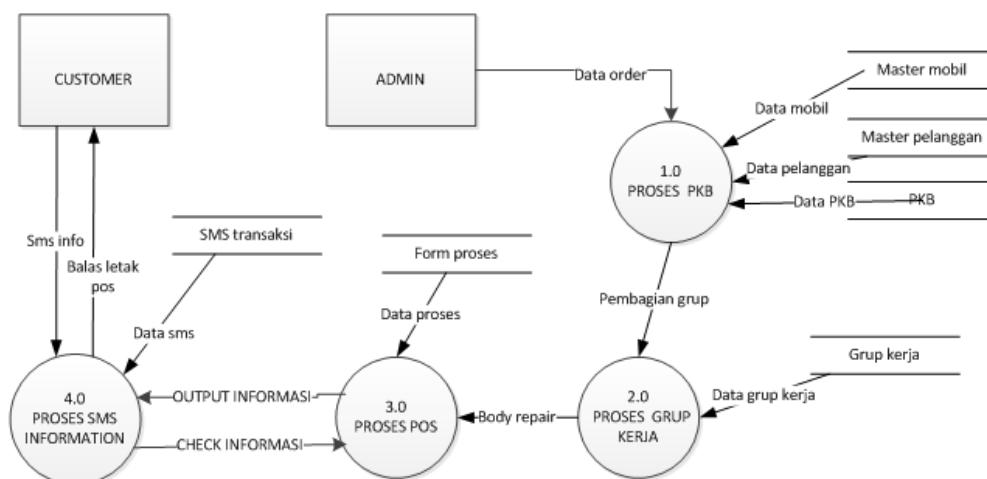 CUSTOMER
ADMIN
Data order
Master mobil
Data mobil
Master pelanggan
Data pelanggan
1.0
PROSES PKB
Data PKB
PKB
Sms info
Balas letak
pos
SMS transaksi
Form proses
Pembagian grup
Data sms
Data proses
Grup kerja
Data grup kerja
4.0
PROSES SMS
INFORMATION
OUTPUT INFORMASI
CHECK INFORMASI
3.0
PROSES POS
Body repair
2.0
PROSES GRUP
KERJA